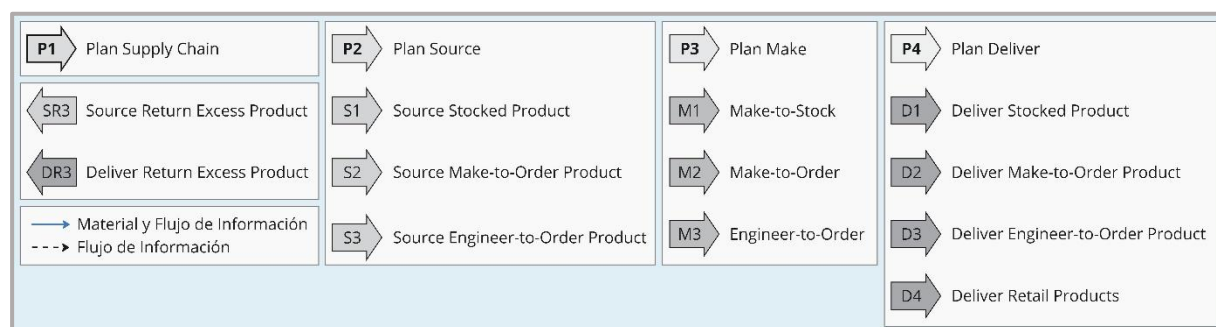 P1 Plan Supply Chain
SR3 Source Return Excess Product
DR3 Deliver Return Excess Product
Material y Flujo de Información
Flujo de Información
P2 Plan Source
S1 Source Stocked Product
S2 Source Make-to-Order Product
S3 Source Engineer-to-Order Product
P3 Plan Make
M1 Make-to-Stock
M2 Make-to-Order
M3 Engineer-to-Order
P4 Plan Deliver
D1 Deliver Stocked Product
D2 Deliver Make-to-Order Product
D3 Deliver Engineer-to-Order Product
D4 Deliver Retail Products